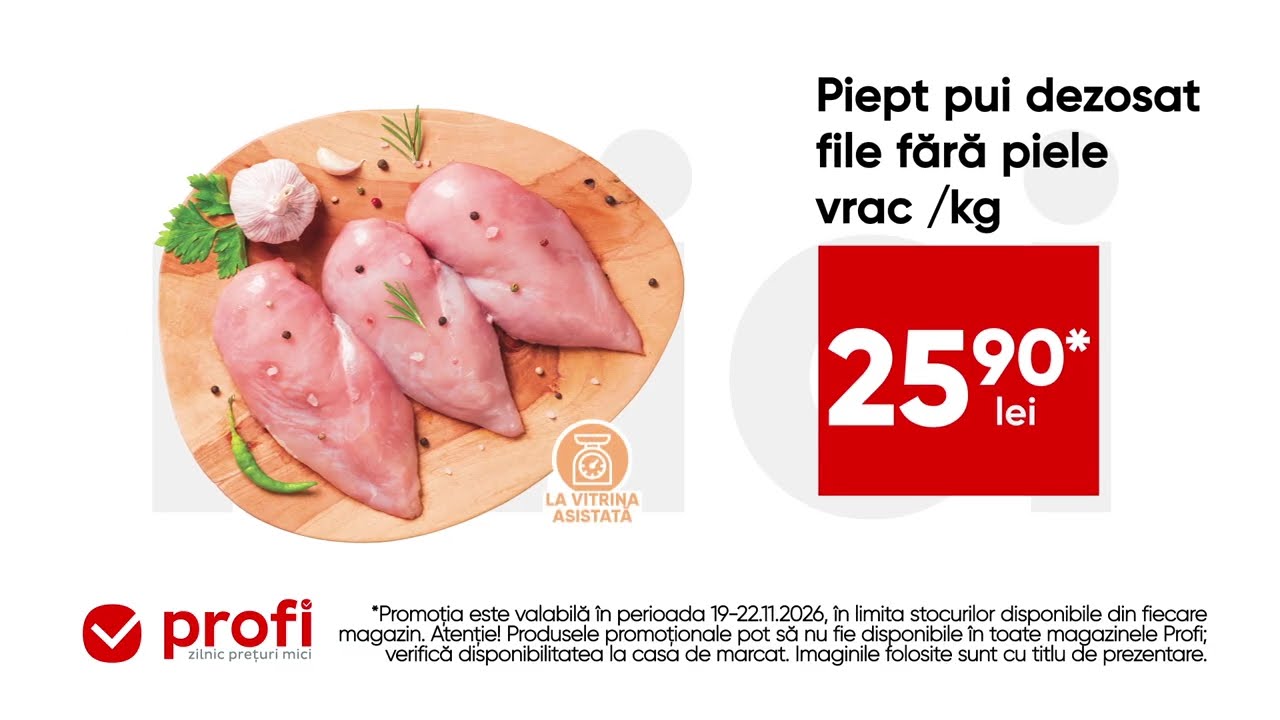 Piept pui dezosat
file fără piele
vrac /kg
25⁹⁰*
lei
LA VITRINA
ASISTATĂ
profi
zilnic prețuri mici
*Promoția este valabilă în perioada 19-22.11.2026, în limita stocurilor disponibile din fiecare
magazin. Atenție! Produsele promoționale pot să nu fie disponibile în toate magazinele Profi;
verifică disponibilitatea la casa de marcat. Imaginile folosite sunt cu titlu de prezentare.